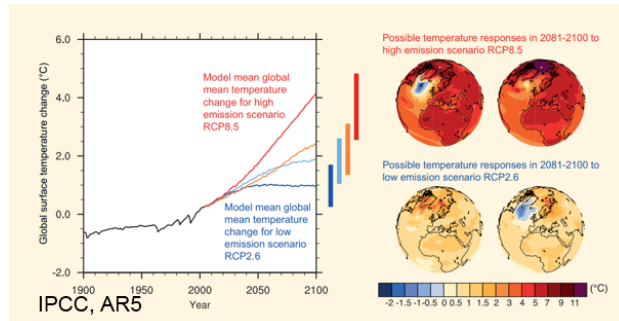 6.0
4.0
2.0
0.0
-2.0
Global surface temperature change (°C)
Model mean global
mean temperature
change for high
emission scenario
RCP8.5
Model mean global
mean temperature
change for low
emission scenario
RCP2.6
1900
1950
2000
2050
2100
Year
IPCC, AR5
Possible temperature responses in 2081-2100 to
high emission scenario RCP8.5
Possible temperature responses in 2081-2100 to
low emission scenario RCP2.6
(°C)
-2 -1.5 -1 -0.5 0 0.5 1 1.5 2 3 4 5 7 9 11